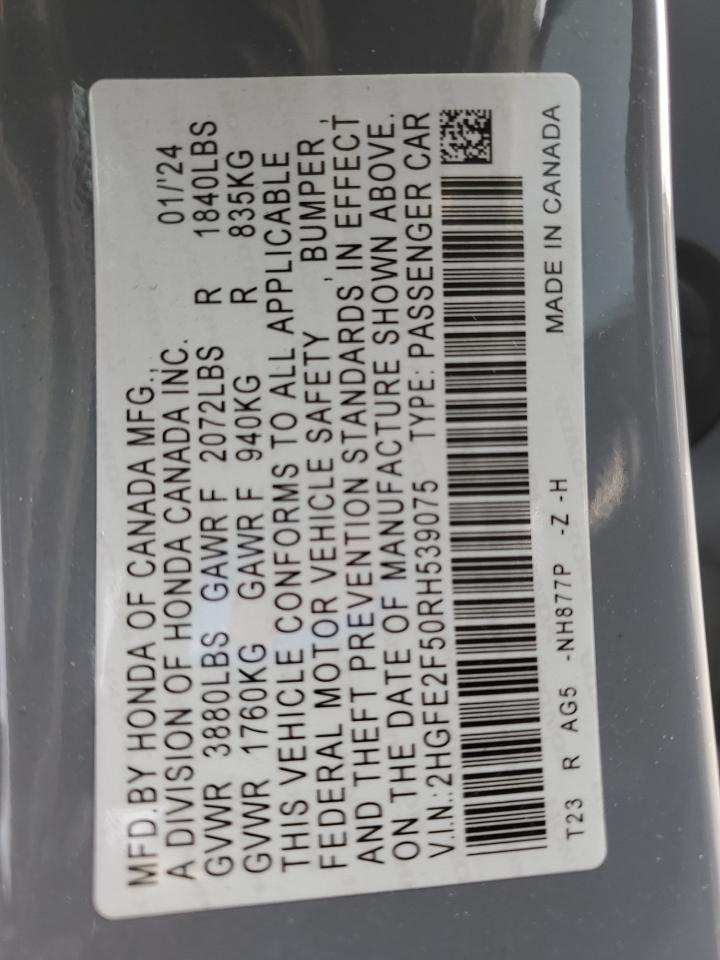 MFD.BY HONDA OF CANADA MFG., 01/'24
A DIVISION OF HONDA CANADA INC.
GVWR 3880LBS GAWR F 2072LBS R 1840LBS
GVWR 1760KG GAWR F 940KG R 835KG
THIS VEHICLE CONFORMS TO ALL APPLICABLE
FEDERAL MOTOR VEHICLE SAFETY , BUMPER ,
AND THEFT PREVENTION STANDARDS IN EFFECT
ON THE DATE OF MANUFACTURE SHOWN ABOVE.
V.I.N.:2HGFE2F50RH539075 TYPE: PASSENGER CAR
T23 R AG5 -NH877P -Z -H MADE IN CANADA